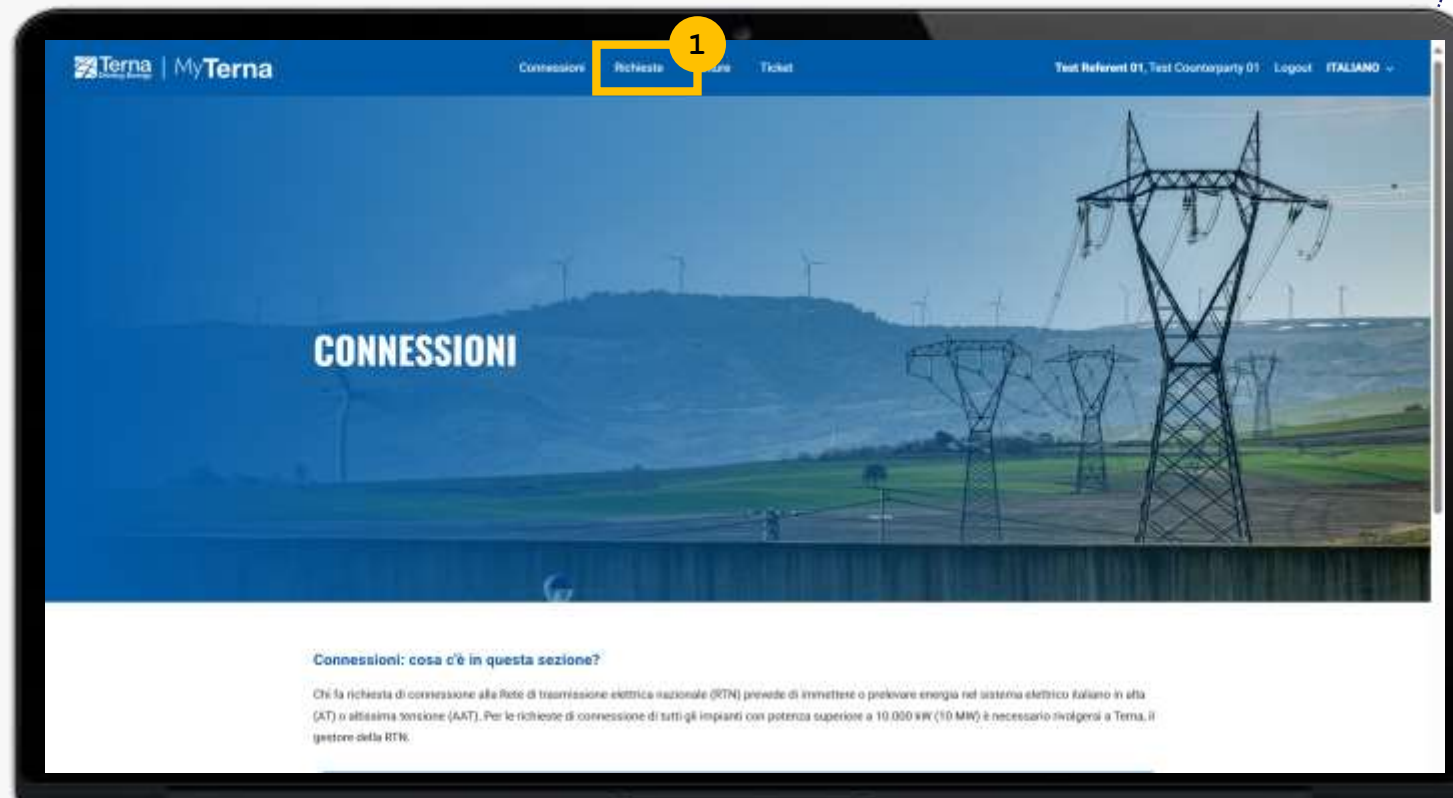 1
Terna | MyTerna
Driving Energy
Connessioni Richieste Ticket
Test Referent 01, Test Counterparty 01 Logout ITALIANO
CONNESSIONI
Connessioni: cosa c'è in questa sezione?
Chi fa richiesta di connessione alla Rete di trasmissione elettrica nazionale (RTN) prevede di immettere o prelevare energia nel sistema elettrico italiano in alta
(AT) o altissima tensione (AAT). Per le richieste di connessione di tutti gli impianti con potenza superiore a 10.000 kW (10 MW) è necessario rivolgersi a Terna, il
gestore della RTN.